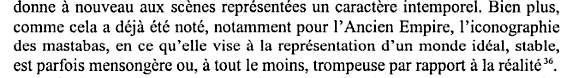 donne à nouveau aux scènes représentées un caractère intemporel. Bien plus,
comme cela a déjà été noté, notamment pour l'Ancien Empire, l'iconographie
des mastabas, en ce qu'elle vise à la représentation d'un monde idéal, stable,
est parfois mensongère ou, à tout le moins, trompeuse par rapport à la réalité ³⁶.